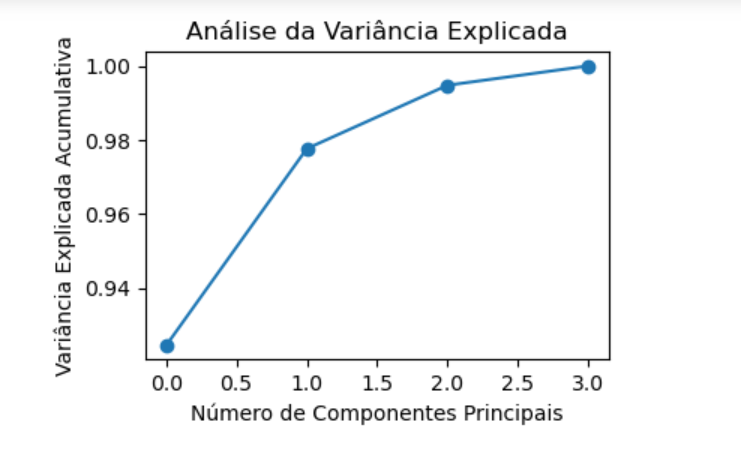 Análise da Variância Explicada
Variância Explicada Acumulativa
1.00
0.98
0.96
0.94
0.0 0.5 1.0 1.5 2.0 2.5 3.0
Número de Componentes Principais